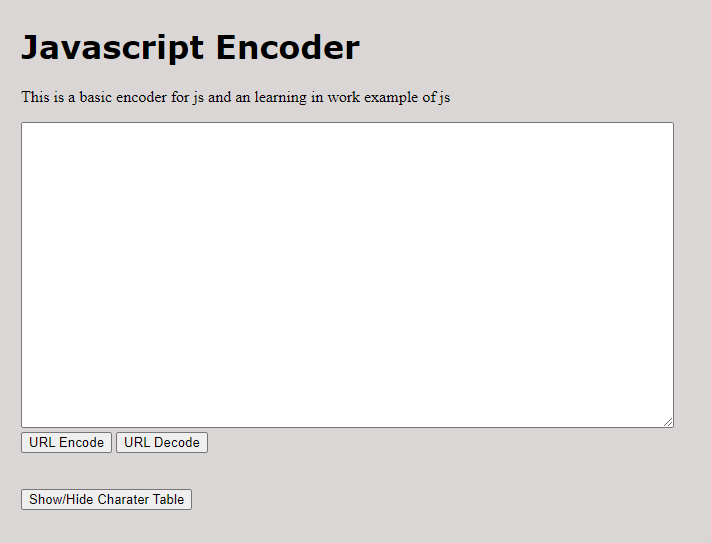 Javascript Encoder
This is a basic encoder for js and an learning in work example of js
URL Encode URL Decode
Show/Hide Charater Table